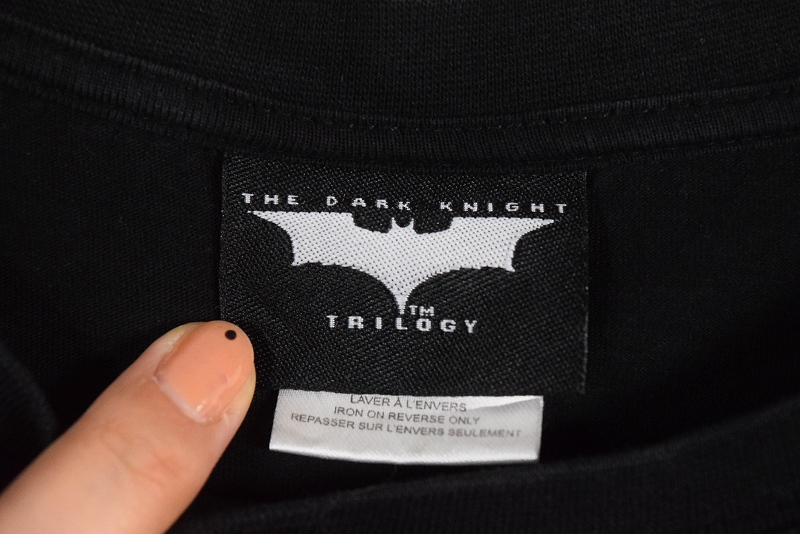 THE DARK KNIGHT
TM
TRILOGY
LAVER À L'ENVERS
IRON ON REVERSE ONLY
REPASSER SUR L'ENVERS SEULEMENT